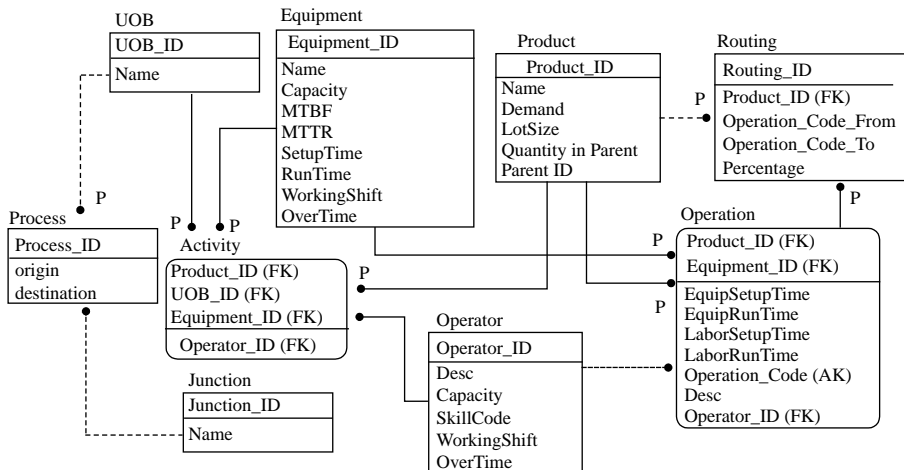 UOB
UOB_ID
Name
Equipment
Equipment_ID
Name
Capacity
MTBF
MTTR
SetupTime
RunTime
WorkingShift
OverTime
Product
Product_ID
Name
Demand
LotSize
Quantity in Parent
Parent ID
Routing
Routing_ID
Product_ID (FK)
Operation_Code_From
Operation_Code_To
Percentage
P
P
P
P
P
Process
Process_ID
origin
destination
Activity
Product_ID (FK)
UOB_ID (FK)
Equipment_ID (FK)
Operator_ID (FK)
P
P
P
Operation
Product_ID (FK)
Equipment_ID (FK)
EquipSetupTime
EquipRunTime
LaborSetupTime
LaborRunTime
Operation_Code (AK)
Desc
Operator_ID (FK)
Operator
Operator_ID
Desc
Capacity
SkillCode
WorkingShift
OverTime
Junction
Junction_ID
Name